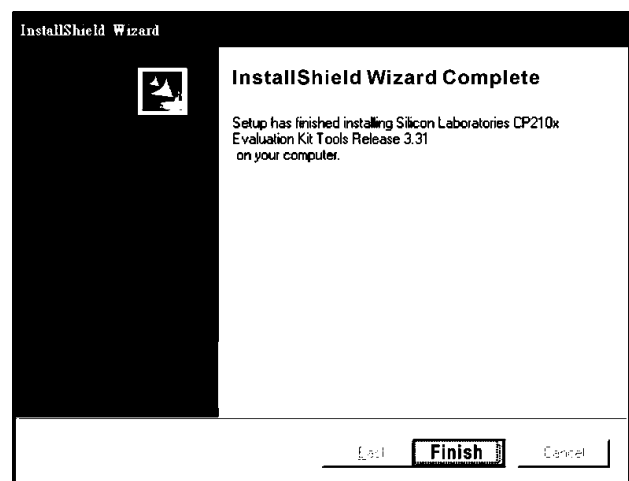 InstallShield Wizard
InstallShield Wizard Complete
Setup has finished installing Silicon Laboratories CP210x
Evaluation Kit Tools Release 3.31
on your computer.
Finish
Cancel